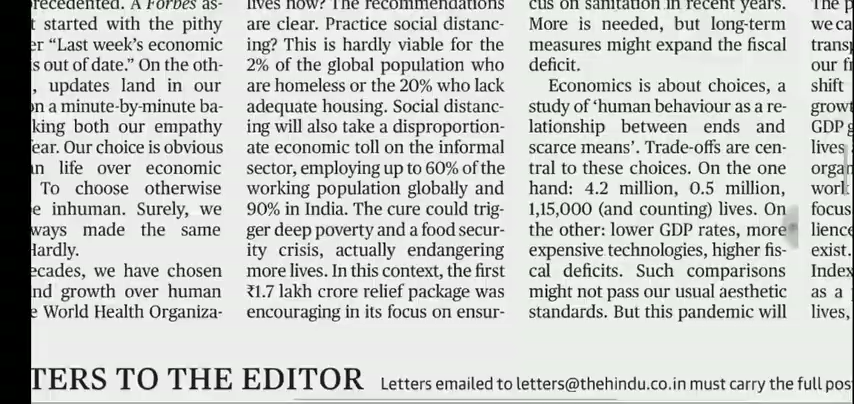 recedented. A Forbes as-
t started with the pithy
er “Last week’s economic
is out of date.” On the oth-
, updates land in our
on a minute-by-minute ba-
king both our empathy
fear. Our choice is obvious
an life over economic
To choose otherwise
be inhuman. Surely, we
ways made the same
Hardly.
ecades, we have chosen
and growth over human
e World Health Organiza-
lives now? The recommendations
are clear. Practice social distanc-
ing? This is hardly viable for the
2% of the global population who
are homeless or the 20% who lack
adequate housing. Social distanc-
ing will also take a disproportion-
ate economic toll on the informal
sector, employing up to 60% of the
working population globally and
90% in India. The cure could trig-
ger deep poverty and a food secur-
ity crisis, actually endangering
more lives. In this context, the first
₹1.7 lakh crore relief package was
encouraging in its focus on ensur-
cus on sanitation in recent years.
More is needed, but long-term
measures might expand the fiscal
deficit.
Economics is about choices, a
study of ‘human behaviour as a re-
lationship between ends and
scarce means’. Trade-offs are cen-
tral to these choices. On the one
hand: 4.2 million, 0.5 million,
1,15,000 (and counting) lives. On
the other: lower GDP rates, more
expensive technologies, higher fis-
cal deficits. Such comparisons
might not pass our usual aesthetic
standards. But this pandemic will
The p
we ca
transp
our fr
shift
growt
GDP g
lives
organ
work
focus
lience
exist.
Index
as a
lives,
TERS TO THE EDITOR Letters emailed to letters@thehindu.co.in must carry the full pos